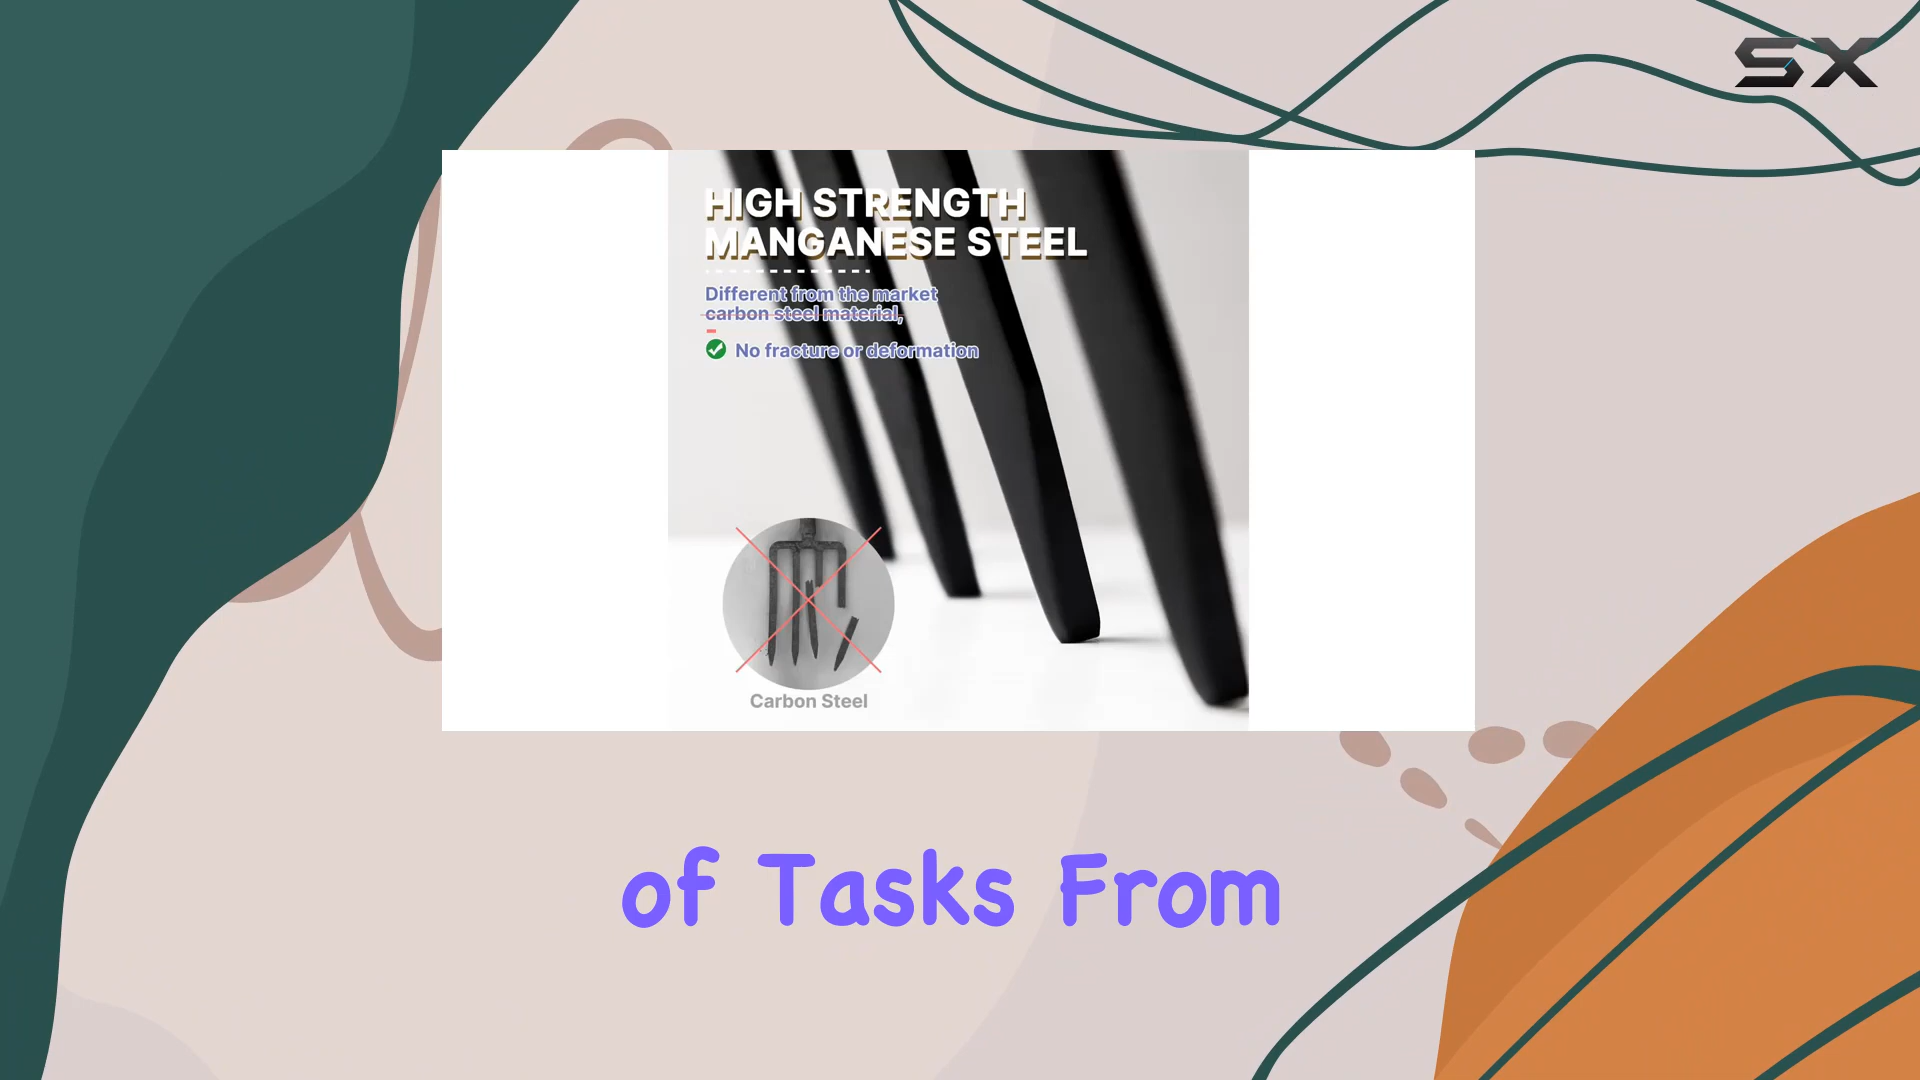 SX
HIGH STRENGTH
MANGANESE STEEL
Different from the market
carbon steel material,
No fracture or deformation
Carbon Steel
of Tasks From